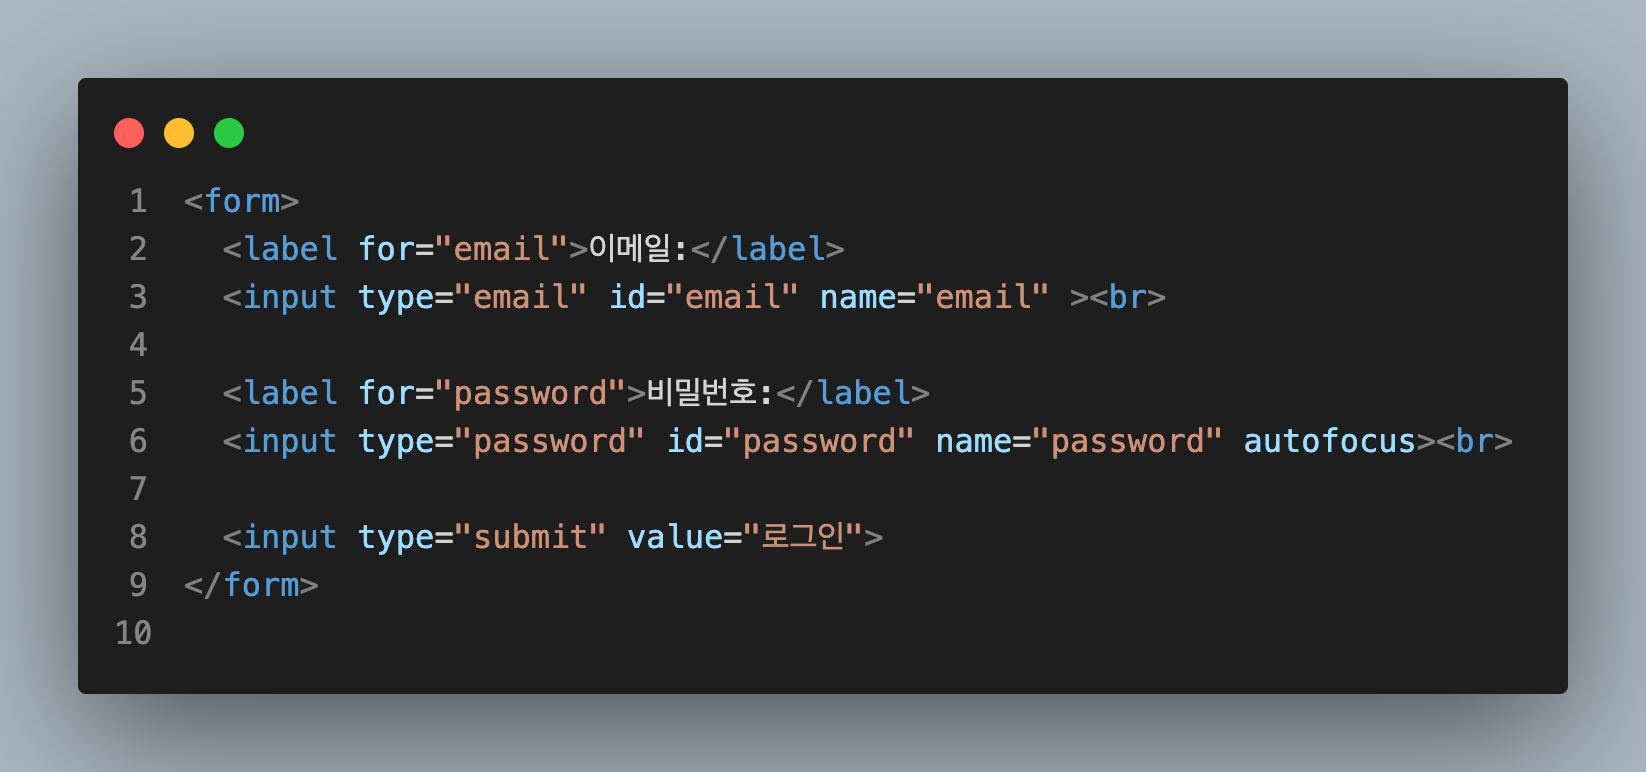 1 <form>
2   <label for="email">이메일:</label>
3   <input type="email" id="email" name="email" ><br>
4
5   <label for="password">비밀번호:</label>
6   <input type="password" id="password" name="password" autofocus><br>
7
8   <input type="submit" value="로그인">
9 </form>
10